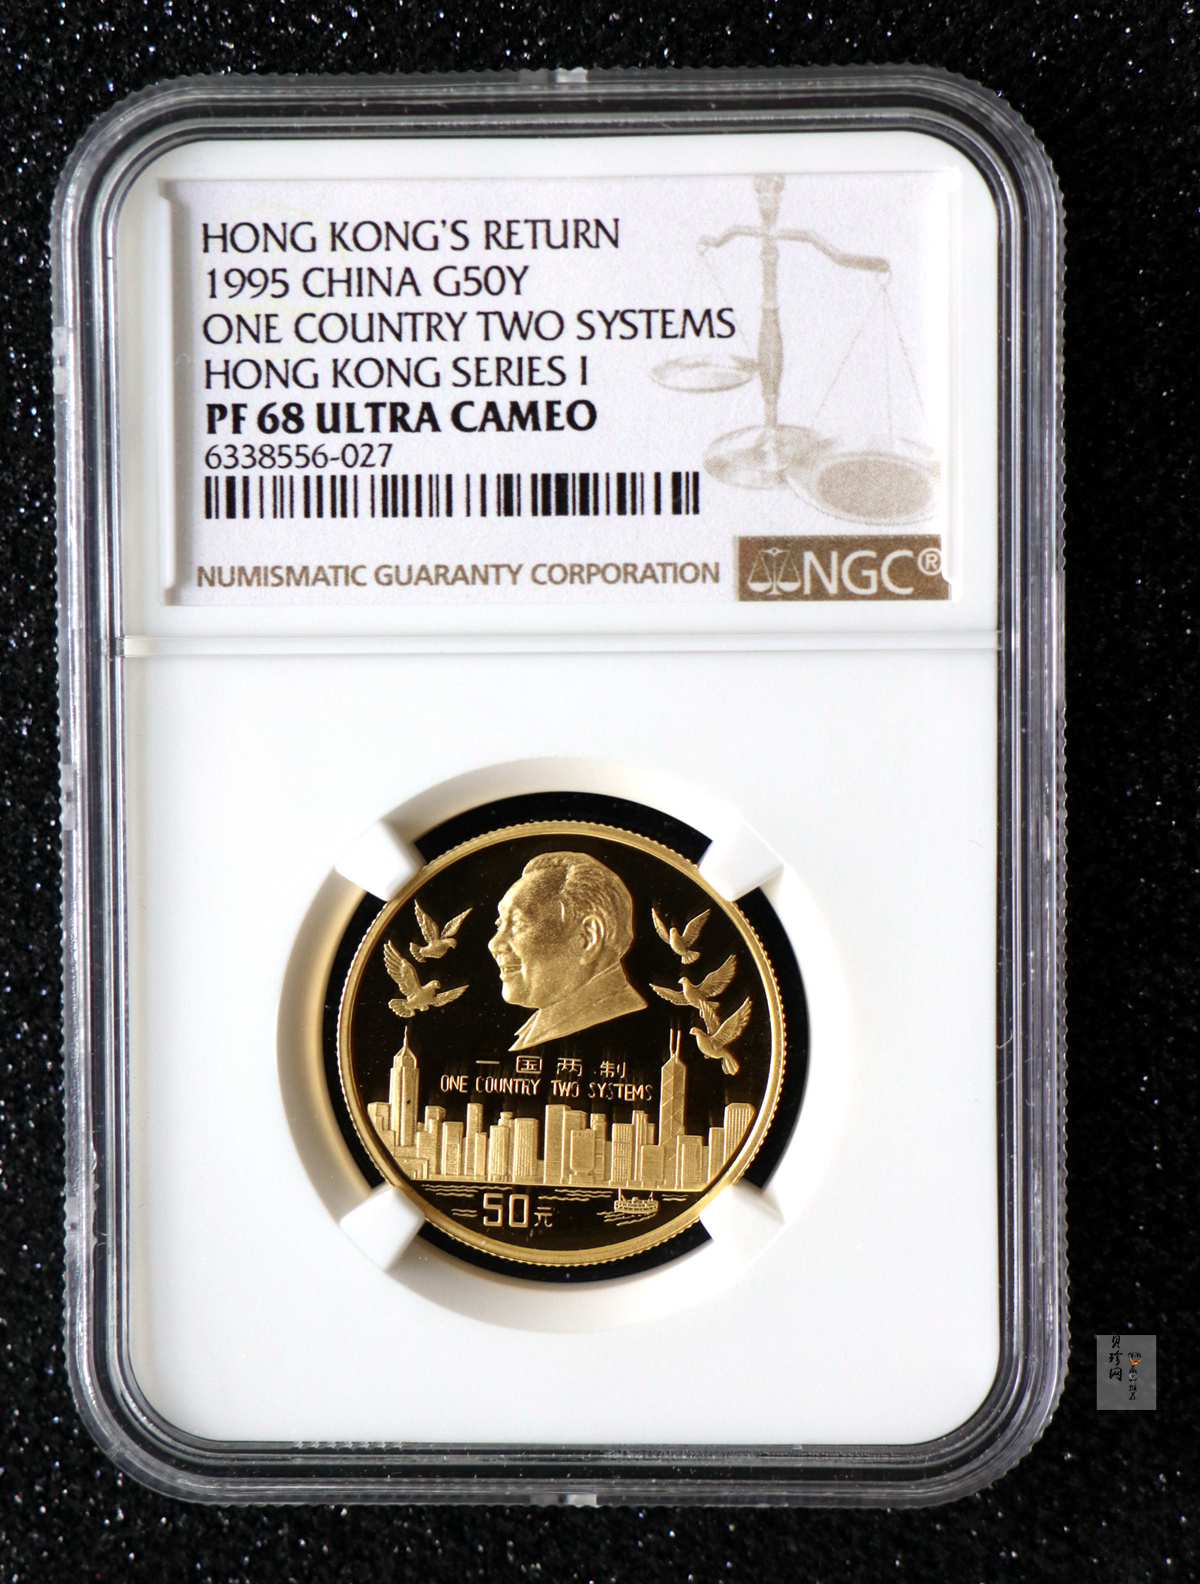 HONG KONG'S RETURN
1995 CHINA G50Y
ONE COUNTRY TWO SYSTEMS
HONG KONG SERIES I
PF 68 ULTRA CAMEO
6338556-027
NUMISMATIC GUARANTY CORPORATION
NGC®
一国两制
ONE COUNTRY TWO SYSTEMS
50元